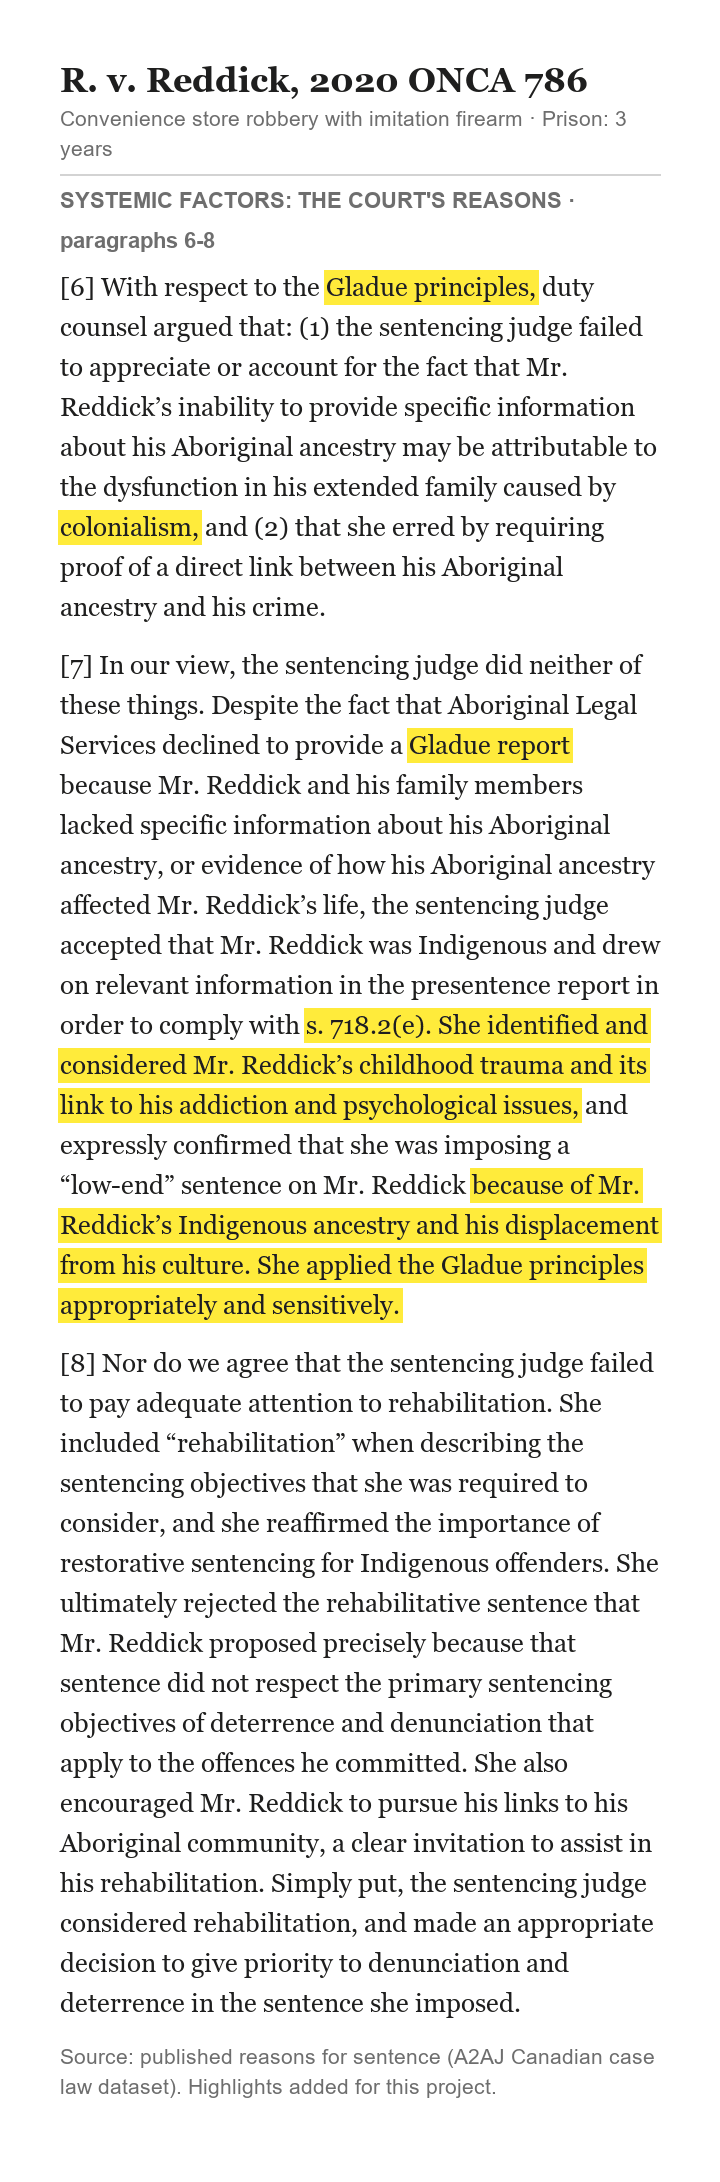 R. v. Reddick, 2020 ONCA 786
Convenience store robbery with imitation firearm · Prison: 3
years
SYSTEMIC FACTORS: THE COURT'S REASONS ·
paragraphs 6-8
[6] With respect to the Gladue principles, duty
counsel argued that: (1) the sentencing judge failed
to appreciate or account for the fact that Mr.
Reddick’s inability to provide specific information
about his Aboriginal ancestry may be attributable to
the dysfunction in his extended family caused by
colonialism, and (2) that she erred by requiring
proof of a direct link between his Aboriginal
ancestry and his crime.
[7] In our view, the sentencing judge did neither of
these things. Despite the fact that Aboriginal Legal
Services declined to provide a Gladue report
because Mr. Reddick and his family members
lacked specific information about his Aboriginal
ancestry, or evidence of how his Aboriginal ancestry
affected Mr. Reddick’s life, the sentencing judge
accepted that Mr. Reddick was Indigenous and drew
on relevant information in the presentence report in
order to comply with s. 718.2(e). She identified and
considered Mr. Reddick’s childhood trauma and its
link to his addiction and psychological issues, and
expressly confirmed that she was imposing a
“low-end” sentence on Mr. Reddick because of Mr.
Reddick’s Indigenous ancestry and his displacement
from his culture. She applied the Gladue principles
appropriately and sensitively.
[8] Nor do we agree that the sentencing judge failed
to pay adequate attention to rehabilitation. She
included “rehabilitation” when describing the
sentencing objectives that she was required to
consider, and she reaffirmed the importance of
restorative sentencing for Indigenous offenders. She
ultimately rejected the rehabilitative sentence that
Mr. Reddick proposed precisely because that
sentence did not respect the primary sentencing
objectives of deterrence and denunciation that
apply to the offences he committed. She also
encouraged Mr. Reddick to pursue his links to his
Aboriginal community, a clear invitation to assist in
his rehabilitation. Simply put, the sentencing judge
considered rehabilitation, and made an appropriate
decision to give priority to denunciation and
deterrence in the sentence she imposed.
Source: published reasons for sentence (A2AJ Canadian case
law dataset). Highlights added for this project.